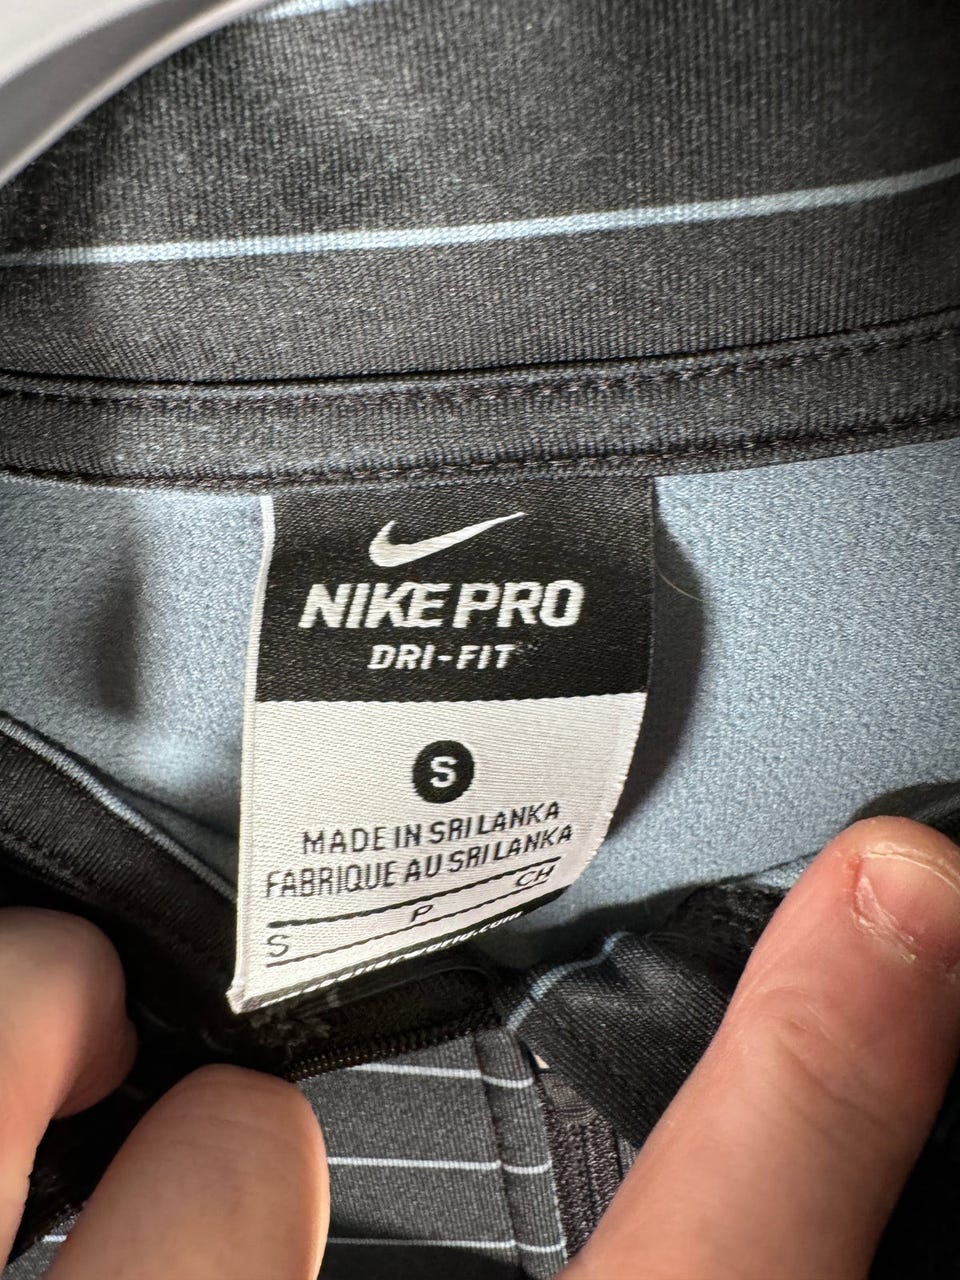 NIKE PRO
DRI-FIT
S
MADE IN SRI LANKA
FABRIQUE AU SRI LANKA
S P CH